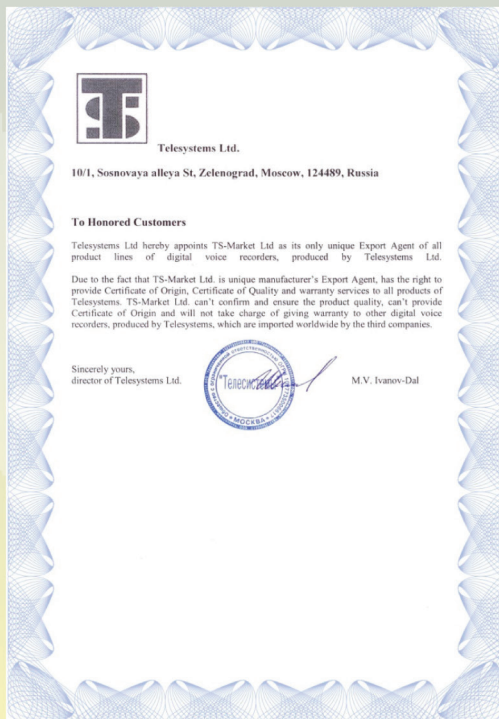 Telesystems Ltd.
10/1, Sosnovaya alleya St, Zelenograd, Moscow, 124489, Russia
To Honored Customers
Telesystems Ltd hereby appoints TS-Market Ltd as its only unique Export Agent of all
product lines of digital voice recorders, produced by Telesystems Ltd.
Due to the fact that TS-Market Ltd. is unique manufacturer's Export Agent, has the right to
provide Certificate of Origin, Certificate of Quality and warranty services to all products of
Telesystems. TS-Market Ltd. can't confirm and ensure the product quality, can't provide
Certificate of Origin and will not take charge of giving warranty to other digital voice
recorders, produced by Telesystems, which are imported worldwide by the third companies.
Sincerely yours,
director of Telesystems Ltd.
M.V. Ivanov-Dal
МОСКВА